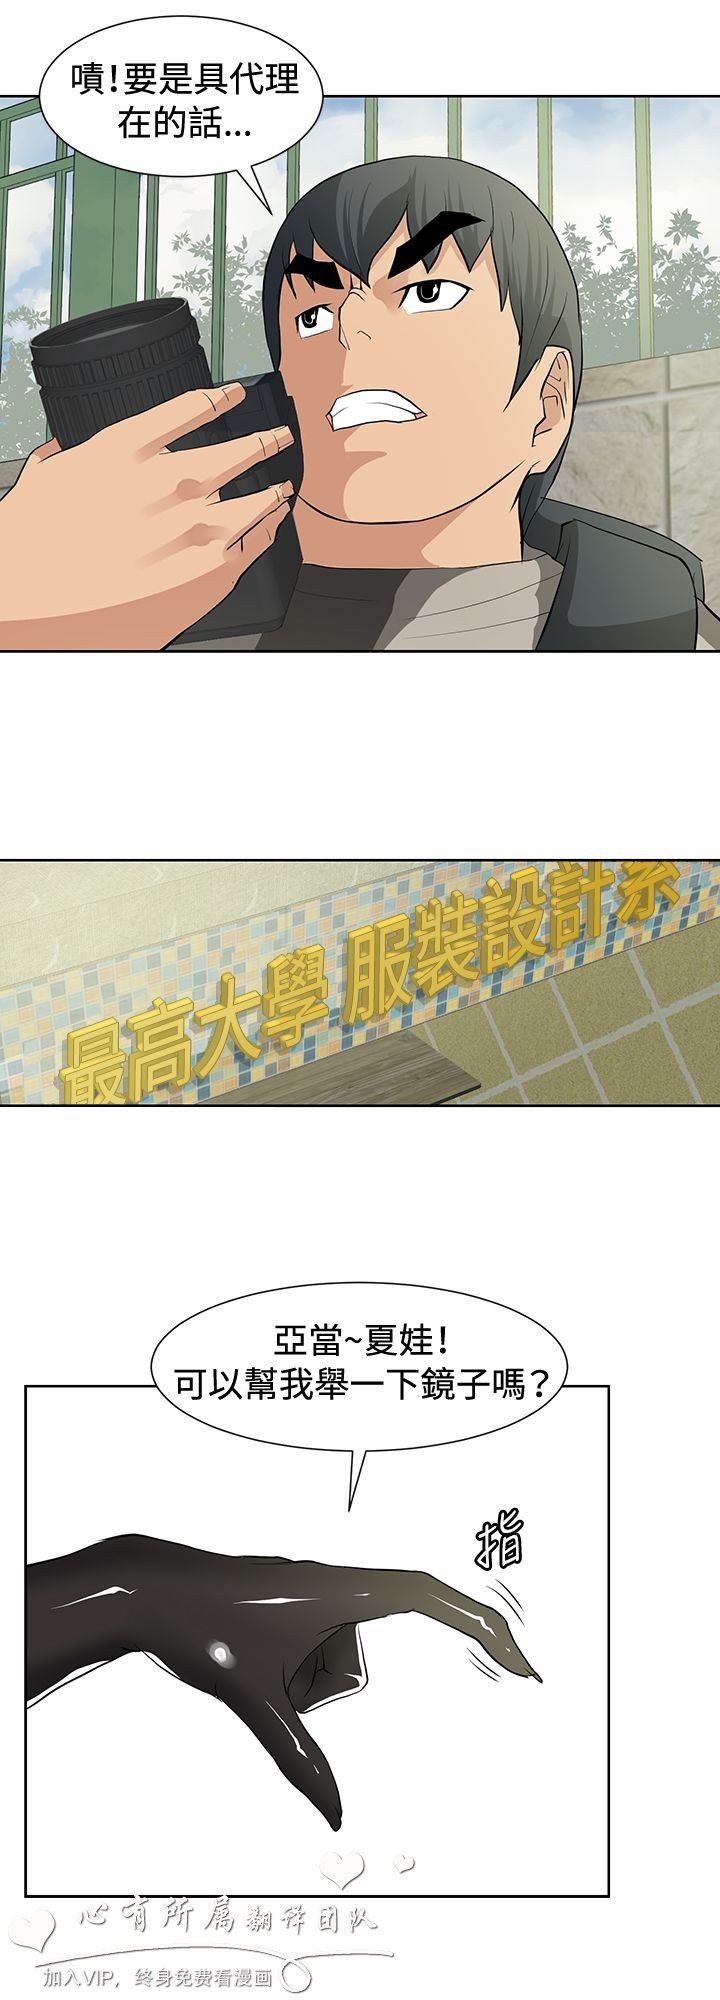 嘖!要是具代理
在的話...
最高大學 服裝設計系
亞當~夏娃!
可以幫我舉一下鏡子嗎?
指
心有所属翻译团队
加入VIP，终身免费看漫画